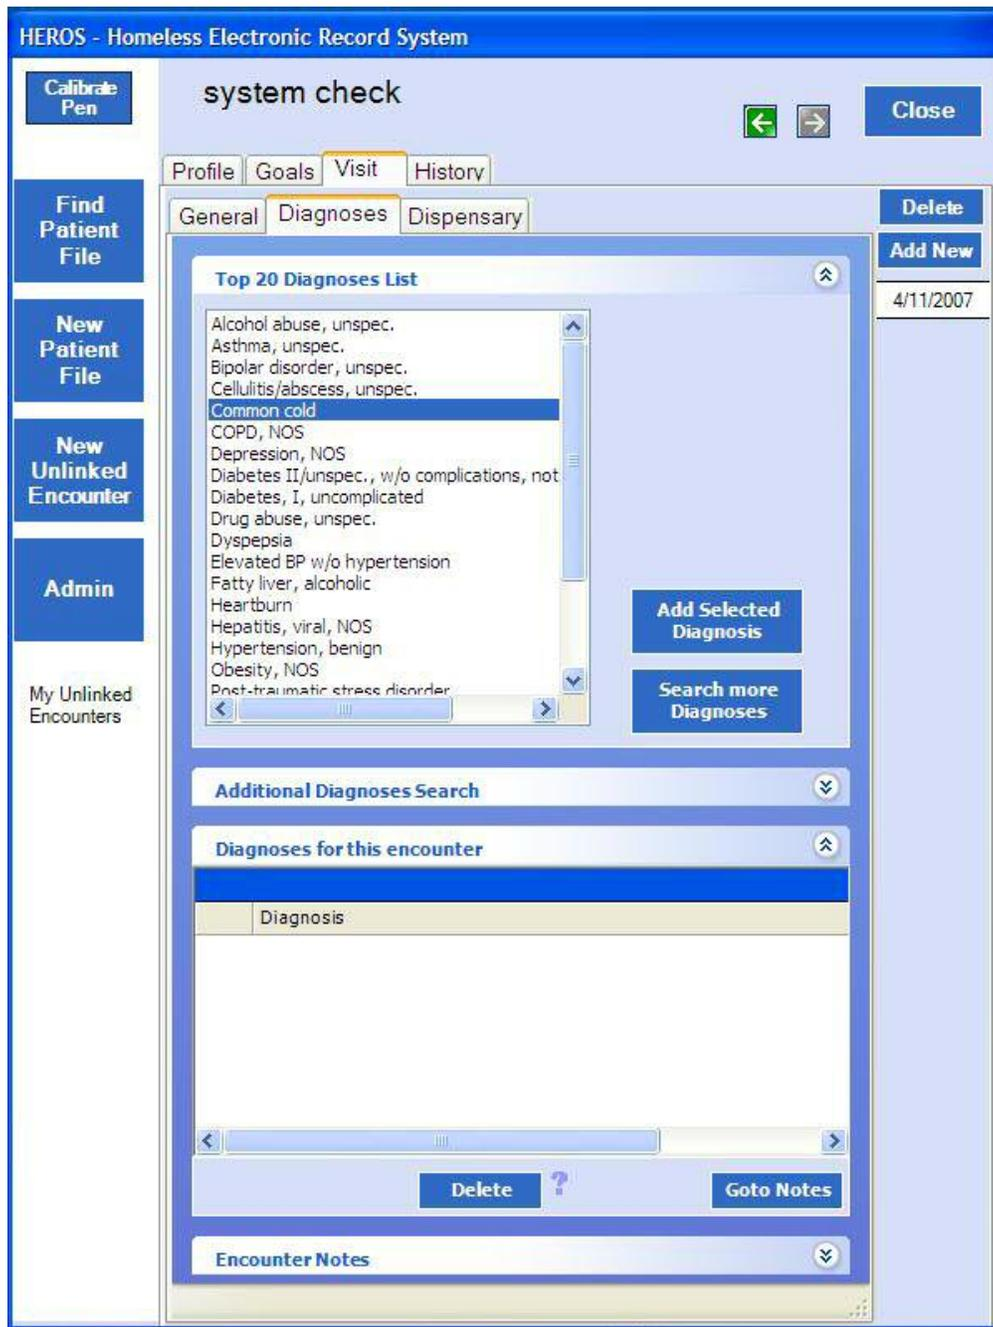 HEROS - Homeless Electronic Record System
Calibrate
Pen
system check
Close
Profile
Goals
Visit
History
Find
Patient
File
General
Diagnoses
Dispensary
Delete
Add New
4/11/2007
Top 20 Diagnoses List
New
Patient
File
Alcohol abuse, unspec.
Asthma, unspec.
Bipolar disorder, unspec.
Cellulitis/abscess, unspec.
Common cold
COPD, NOS
Depression, NOS
Diabetes II/unspec., w/o complications, not
Diabetes, I, uncomplicated
Drug abuse, unspec.
Dyspepsia
Elevated BP w/o hypertension
Fatty liver, alcoholic
Heartburn
Hepatitis, viral, NOS
Hypertension, benign
Obesity, NOS
Post-traumatic stress disorder
New
Unlinked
Encounter
Admin
My Unlinked
Encounters
Add Selected
Diagnosis
Search more
Diagnoses
Additional Diagnoses Search
Diagnoses for this encounter
Diagnosis
Delete
?
Goto Notes
Encounter Notes